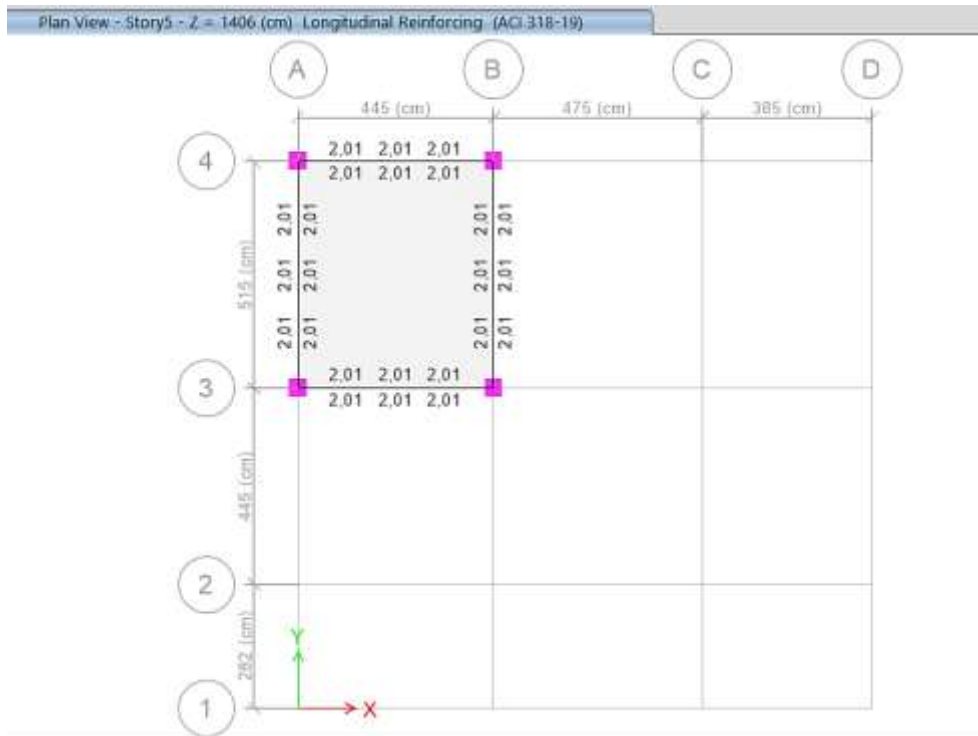 Plan View - Story5 - Z = 1406 (cm) Longitudinal Reinforcing (ACI 318-19)
A B C D
445 (cm) 475 (cm) 385 (cm)
4
2,01 2,01 2,01
2,01 2,01 2,01
2,01 2,01 2,01
2,01 2,01 2,01
515 (cm)
2,01 2,01 2,01
2,01 2,01 2,01
3
2,01 2,01 2,01
2,01 2,01 2,01
445 (cm)
2
282 (cm)
Y
1
X